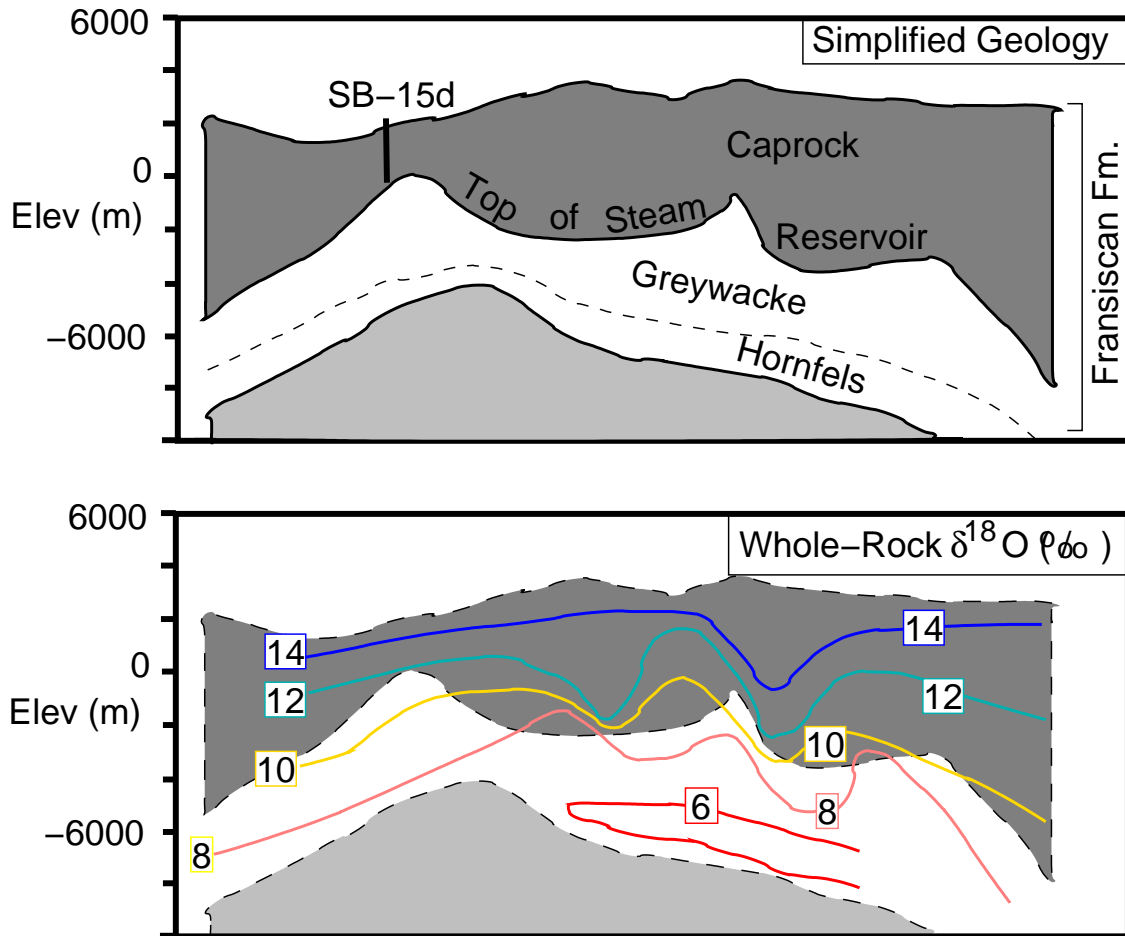 6000
Simplified Geology
SB−15d
Caprock
0
Top of Steam
Elev (m)
Reservoir
Greywacke
−6000
Hornfels
Fransiscan Fm.
6000
Whole−Rock δ18O (‰)
14
14
0
12
12
Elev (m)
10
10
6
8
−6000
8